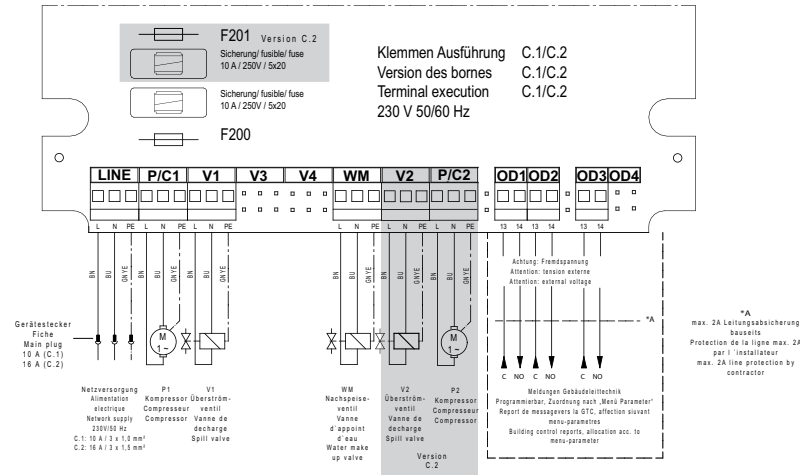 F201 Version C.2
Sicherung/ fusible/ fuse
10 A / 250V / 5x20
Sicherung/ fusible/ fuse
10 A / 250V / 5x20
F200
Klemmen Ausführung C.1/C.2
Version des bornes C.1/C.2
Terminal execution C.1/C.2
230 V 50/60 Hz
LINE P/C1 V1 V3 V4 WM V2 P/C2 OD1 OD2 OD3 OD4
L N PE L N PE L N PE L N PE L N PE L N PE 13 14 13 14 13 14
BN BU GNYE BN BU GNYE BN BU GNYE BN BU GNYE BN BU GNYE BN BU GNYE
Achtung: Fremdspannung
Attention: tension externe
Attention: external voltage
*A
M
1 ~
M
1 ~
C NO C NO C NO
Gerätestecker
Fiche
Main plug
10 A (C.1)
16 A (C.2)
Netzversorgung
Alimentation
electrique
Network supply
230V/50 Hz
C.1: 10 A / 3 x 1,0 mm²
C.2: 16 A / 3 x 1,5 mm²
P1
Kompressor
Compresseur
Compressor
V1
Überström-
ventil
Vanne de
decharge
Spill valve
WM
Nachspeise-
ventil
Vanne
d´appoint
d´eau
Water make
up valve
V2
Überström-
ventil
Vanne de
decharge
Spill valve
P2
Kompressor
Compresseur
Compressor
Version
C.2
Meldungen Gebäudeleittechnik
Programmierbar, Zuordnung nach „Menü Parameter“
Report de messagevers la GTC, affection siuvant
menu-parametres
Building control reports, allocation acc. to
menu-parameter
*A
max. 2A Leitungsabsicherung
bauseits
Protection de la ligne max. 2A
par l ´installateur
max. 2A line protection by
contractor